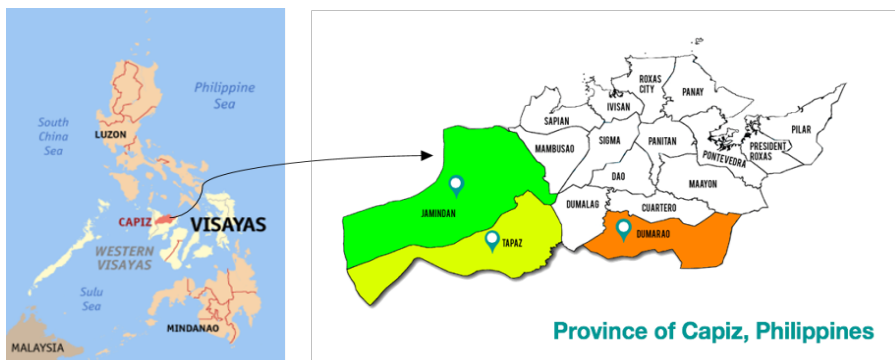 Philippine
Sea
South
China
Sea
LUZON
CAPIZ
VISAYAS
WESTERN
VISAYAS
Sulu
Sea
MINDANAO
MALAYSIA
ROXAS
CITY
PANAY
IVISAN
SAPIAN
PILAR
MAMBUSAO
SIGMA
PANITAN
PRESIDENT
ROXAS
PONTEVEDRA
DAO
MAAYON
JAMINDAN
DUMALAG
CUARTERO
TAPAZ
DUMARAO
Province of Capiz, Philippines